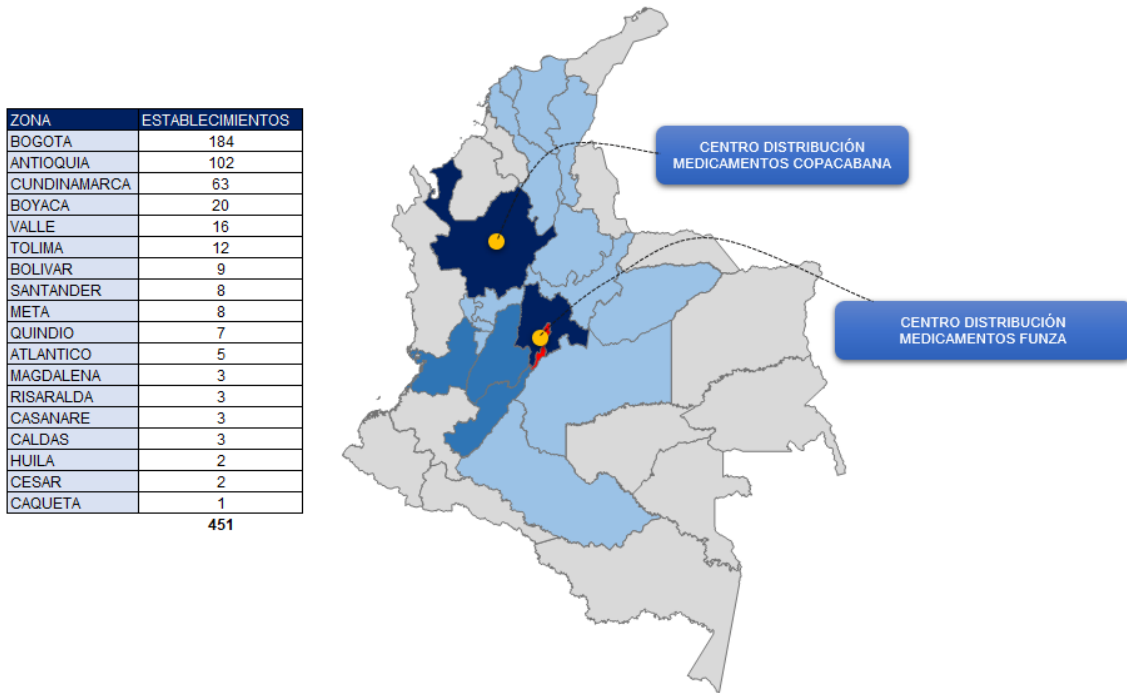 ZONA ESTABLECIMIENTOS
BOGOTA 184
ANTIOQUIA 102
CUNDINAMARCA 63
BOYACA 20
VALLE 16
TOLIMA 12
BOLIVAR 9
SANTANDER 8
META 8
QUINDIO 7
ATLANTICO 5
MAGDALENA 3
RISARALDA 3
CASANARE 3
CALDAS 3
HUILA 2
CESAR 2
CAQUETA 1
451
CENTRO DISTRIBUCIÓN
MEDICAMENTOS COPACABANA
CENTRO DISTRIBUCIÓN
MEDICAMENTOS FUNZA